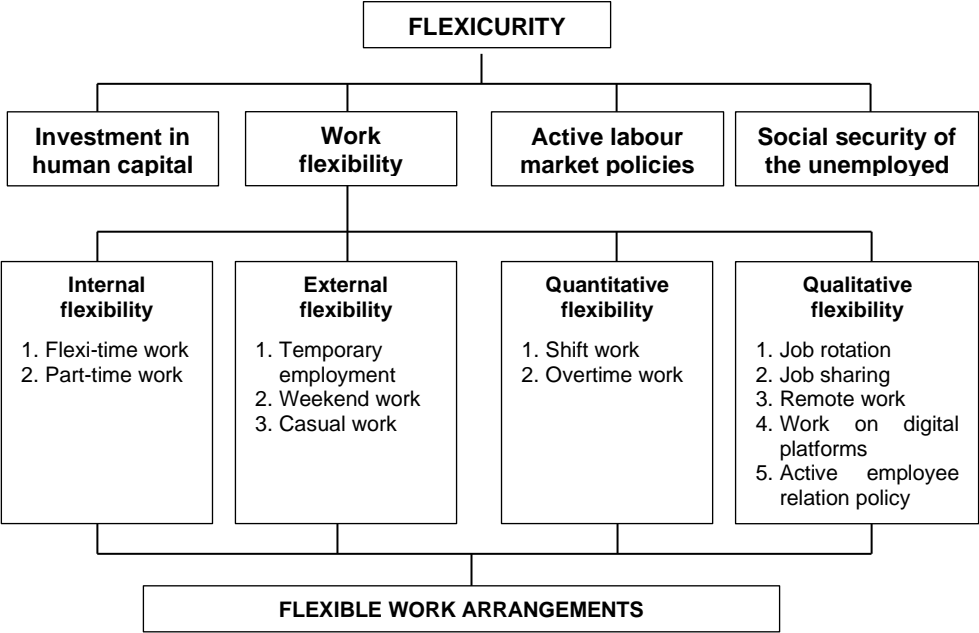 FLEXICURITY
Investment in
human capital
Work
flexibility
Active labour
market policies
Social security of
the unemployed
Internal
flexibility
1. Flexi-time work
2. Part-time work
External
flexibility
1. Temporary
employment
2. Weekend work
3. Casual work
Quantitative
flexibility
1. Shift work
2. Overtime work
Qualitative
flexibility
1. Job rotation
2. Job sharing
3. Remote work
4. Work on digital
platforms
5. Active employee
relation policy
FLEXIBLE WORK ARRANGEMENTS